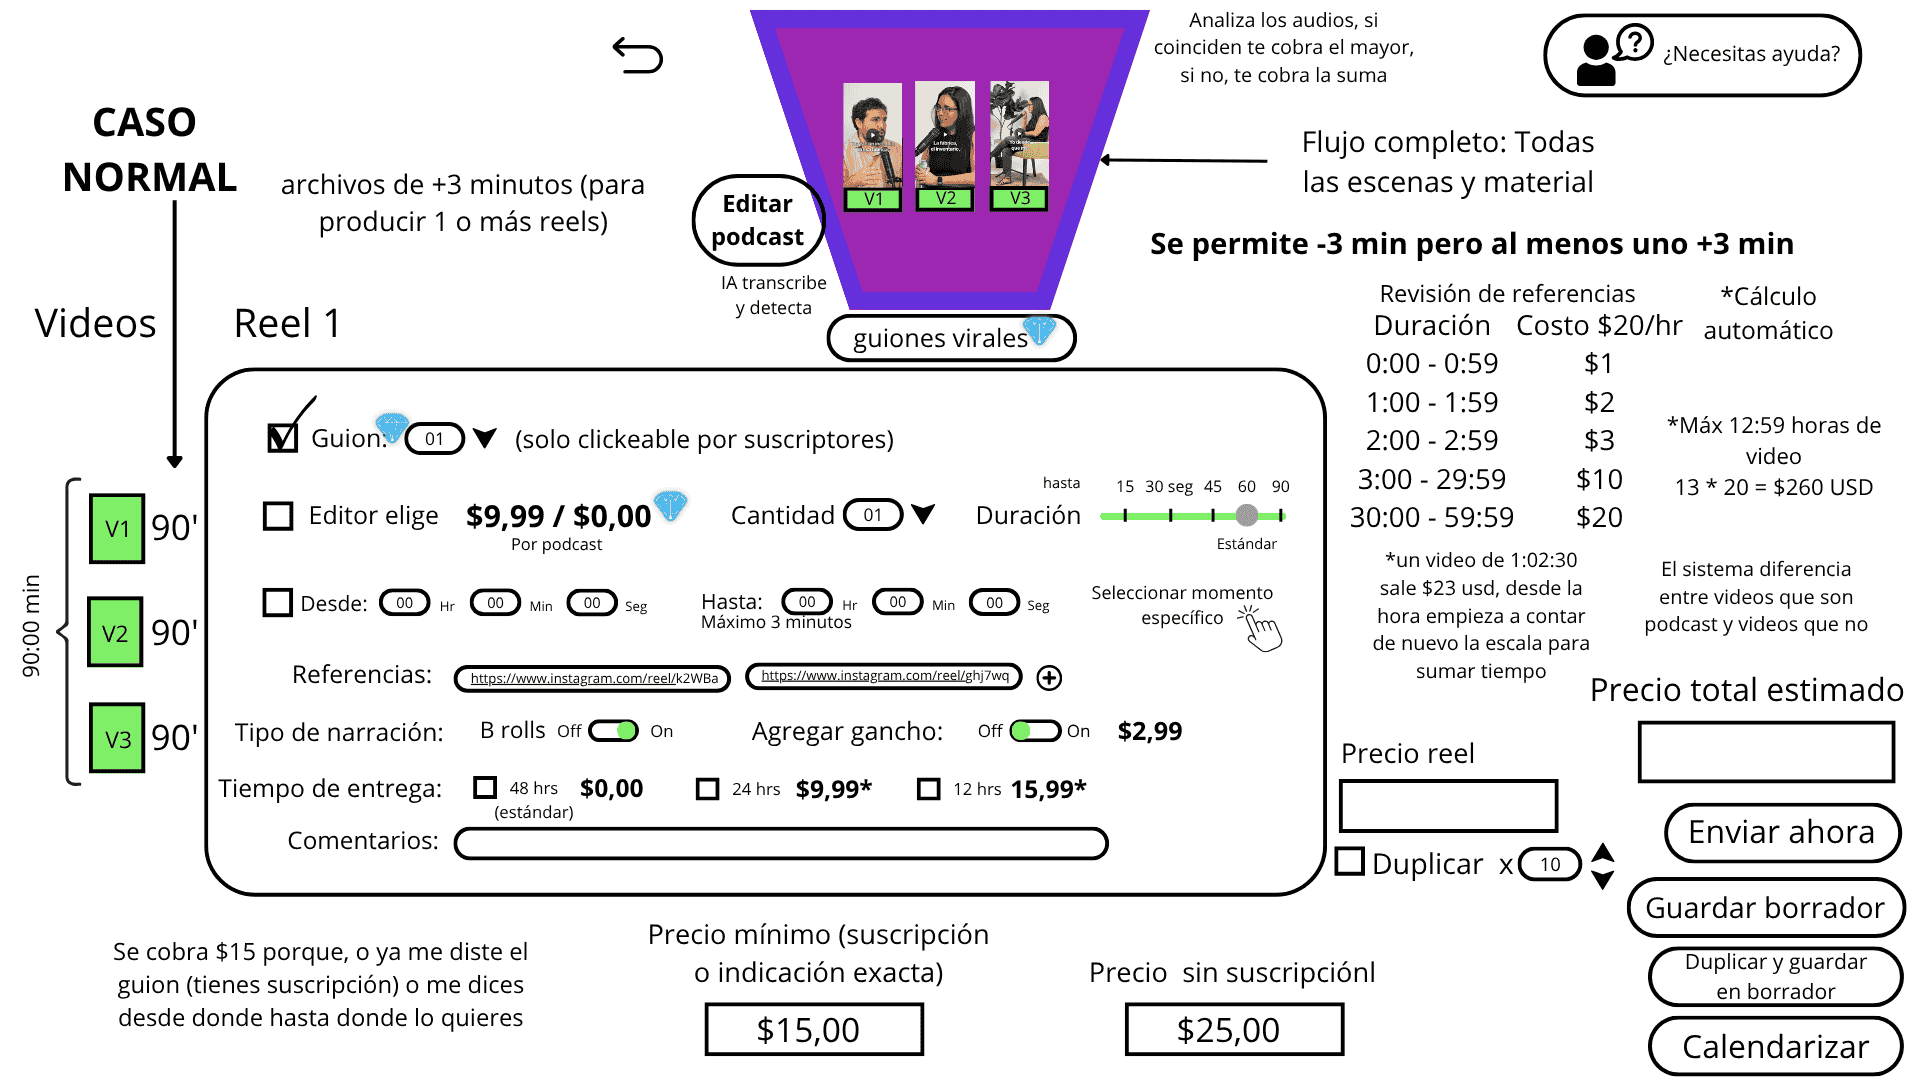 CASO
NORMAL
archivos de +3 minutos (para
producir 1 o más reels)
Editar
podcast
IA transcribe
y detecta
V1
V2
V3
La fábrica,
el inventario.
guiones virales
Analiza los audios, si
coinciden te cobra el mayor,
si no, te cobra la suma
¿Necesitas ayuda?
Flujo completo: Todas
las escenas y material
Se permite -3 min pero al menos uno +3 min
Revisión de referencias
Duración Costo $20/hr
0:00 - 0:59 $1
1:00 - 1:59 $2
2:00 - 2:59 $3
3:00 - 29:59 $10
30:00 - 59:59 $20
*Cálculo
automático
*Máx 12:59 horas de
video
13 * 20 = $260 USD
*un video de 1:02:30
sale $23 usd, desde la
hora empieza a contar
de nuevo la escala para
sumar tiempo
El sistema diferencia
entre videos que son
podcast y videos que no
Videos
Reel 1
90:00 min
V1 90'
V2 90'
V3 90'
Guion: 01 (solo clickeable por suscriptores)
Editor elige $9,99 / $0,00
Por podcast
Cantidad 01
Duración
hasta 15 30 seg 45 60 90
Estándar
Desde: 00 Hr 00 Min 00 Seg
Hasta: 00 Hr 00 Min 00 Seg
Máximo 3 minutos
Seleccionar momento
específico
Referencias: https://www.instagram.com/reel/k2WBa https://www.instagram.com/reel/ghj7wq
Tipo de narración: B rolls Off On Agregar gancho: Off On $2,99
Tiempo de entrega: 48 hrs $0,00 24 hrs $9,99* 12 hrs 15,99*
(estándar)
Comentarios:
Precio total estimado
Precio reel
Duplicar x 10
Enviar ahora
Guardar borrador
Duplicar y guardar
en borrador
Calendarizar
Se cobra $15 porque, o ya me diste el
guion (tienes suscripción) o me dices
desde donde hasta donde lo quieres
Precio mínimo (suscripción
o indicación exacta)
$15,00
Precio sin suscripciónl
$25,00